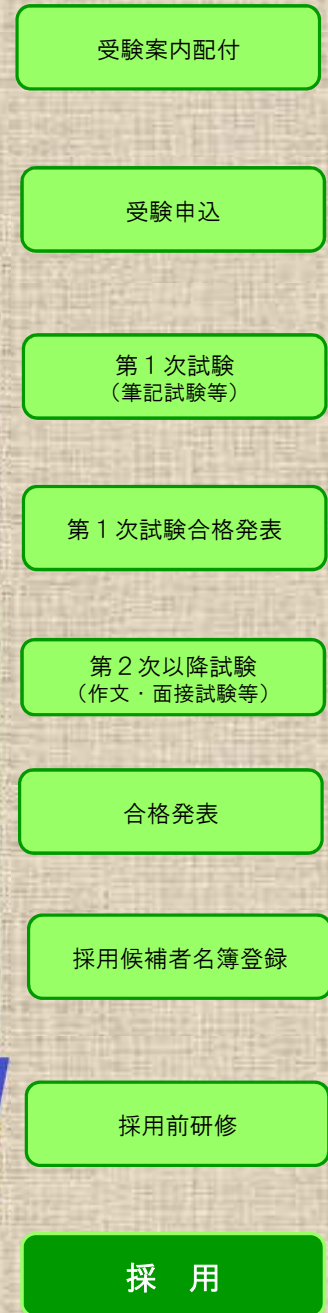 受験案内配付
受験申込
第１次試験
（筆記試験等）
第１次試験合格発表
第２次以降試験
（作文・面接試験等）
合格発表
採用候補者名簿登録
採用前研修
採　用